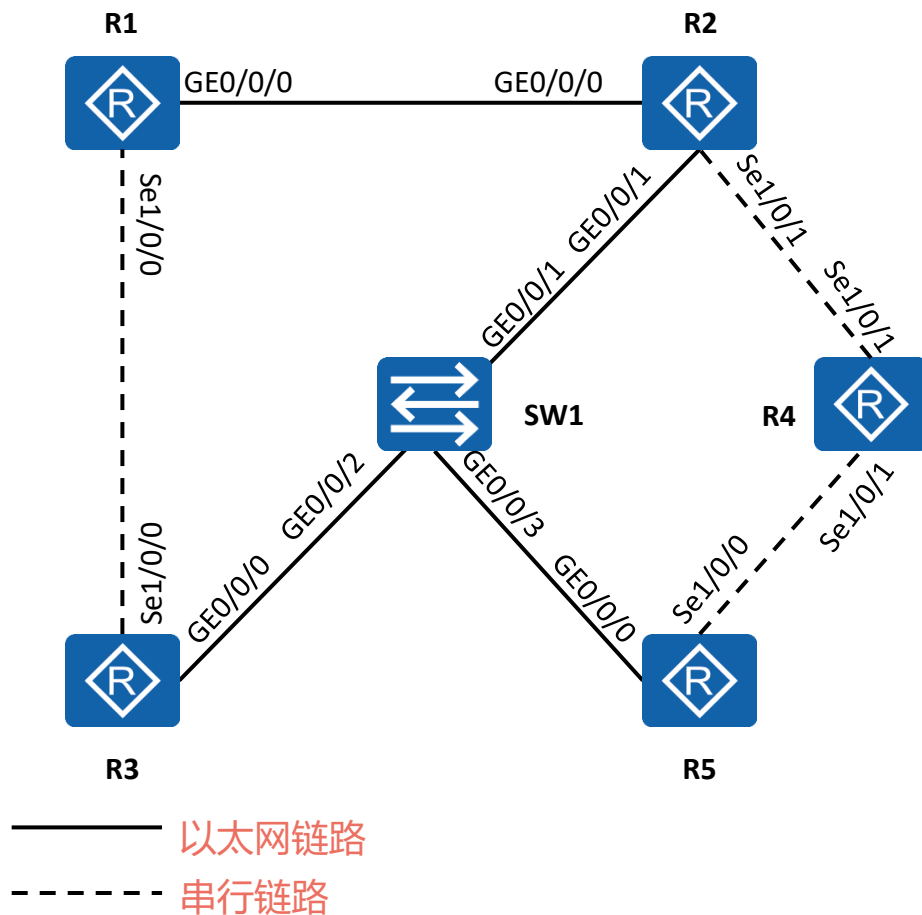 R1
R2
GE0/0/0
GE0/0/0
R
R
Se1/0/0
GE0/0/1
Se1/0/1
GE0/0/1
Se1/0/1
SW1
R4
R
GE0/0/2
GE0/0/3
Se1/0/1
Se1/0/0
0/0/1Se1
GE0/0/0
GE0/0/0
R
R
R3
R5
以太网链路
串行链路